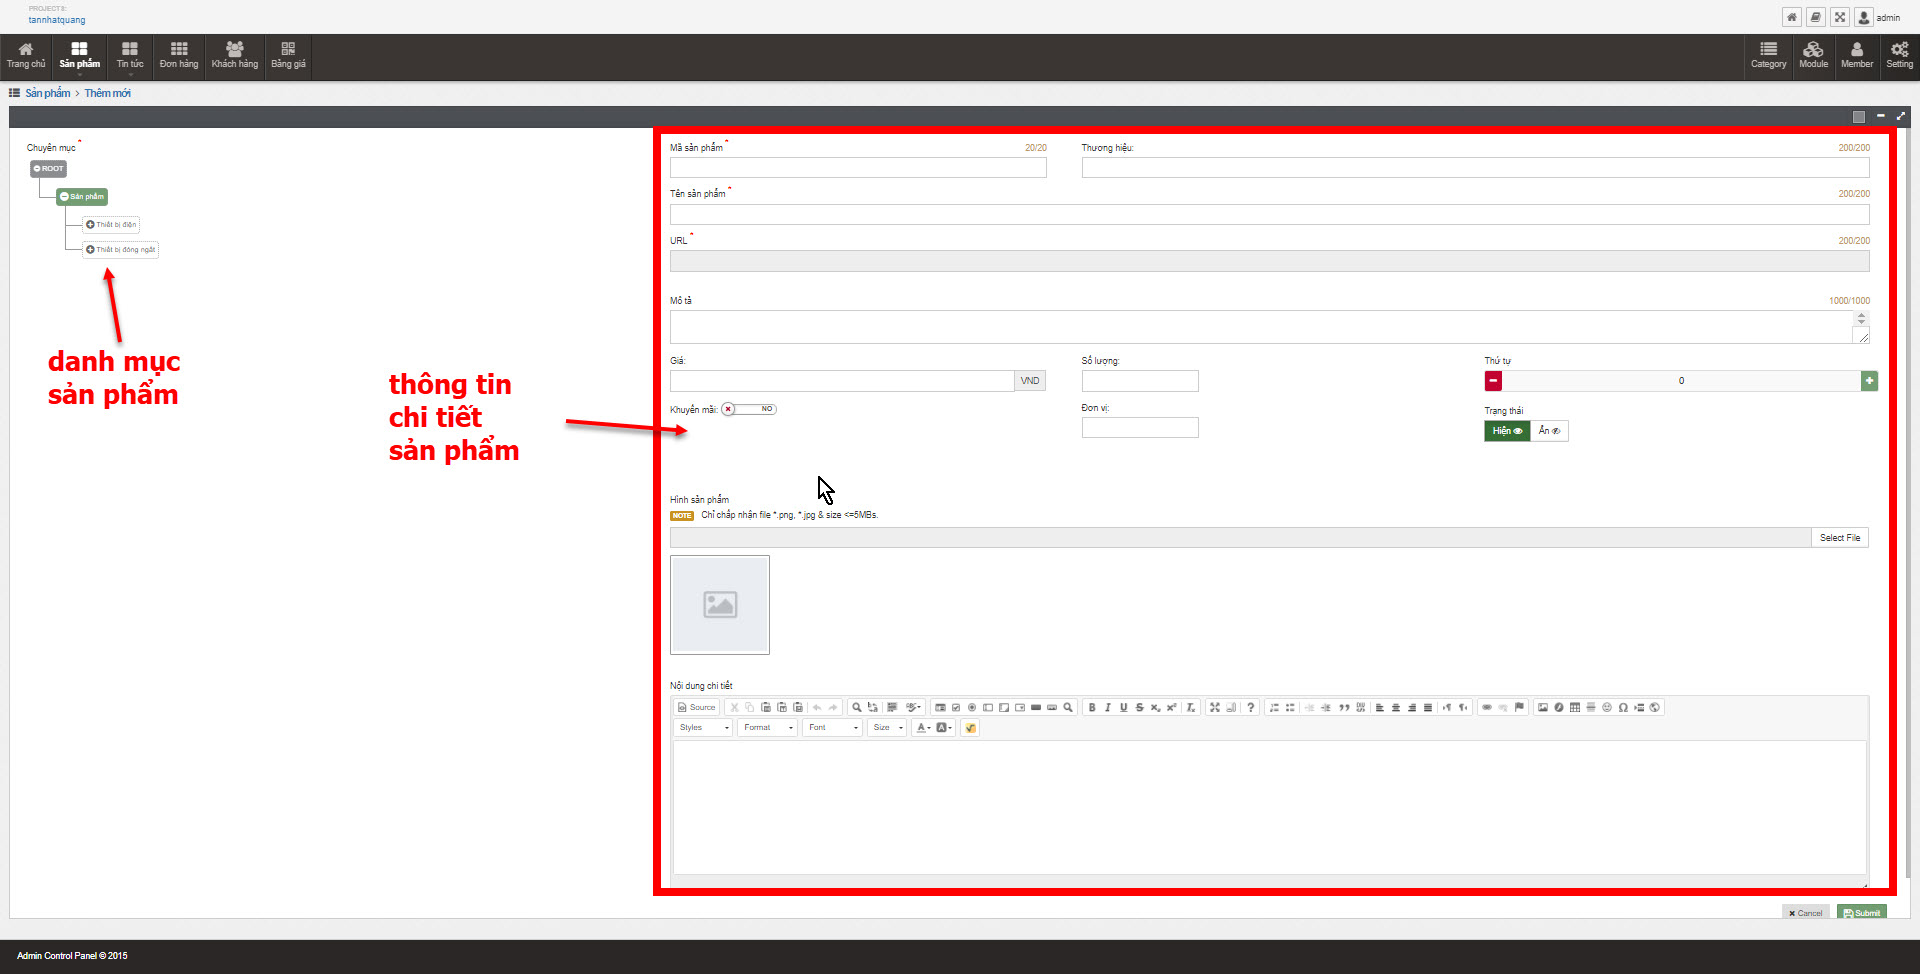 PROJECT 8:
tannhatquang
admin
Trang chủ
Sản phẩm
Tin tức
Đơn hàng
Khách hàng
Bảng giá
Category
Module
Member
Setting
Sản phẩm > Thêm mới
Chuyên mục *
ROOT
Sản phẩm
Thiết bị điện
Thiết bị đóng ngắt
danh mục
sản phẩm
thông tin
chi tiết
sản phẩm
Mã sản phẩm * 20/20
Thương hiệu: 200/200
Tên sản phẩm * 200/200
URL * 200/200
Mô tả 1000/1000
Giá:
VND
Số lượng:
Thứ tự
0
Khuyến mãi: NO
Đơn vị:
Trạng thái
Hiện Ẩn
Hình sản phẩm
NOTE Chỉ chấp nhận file *.png, *.jpg & size <=5MBs.
Select File
Nội dung chi tiết
Source
Styles Format Font Size
Cancel Submit
Admin Control Panel © 2015